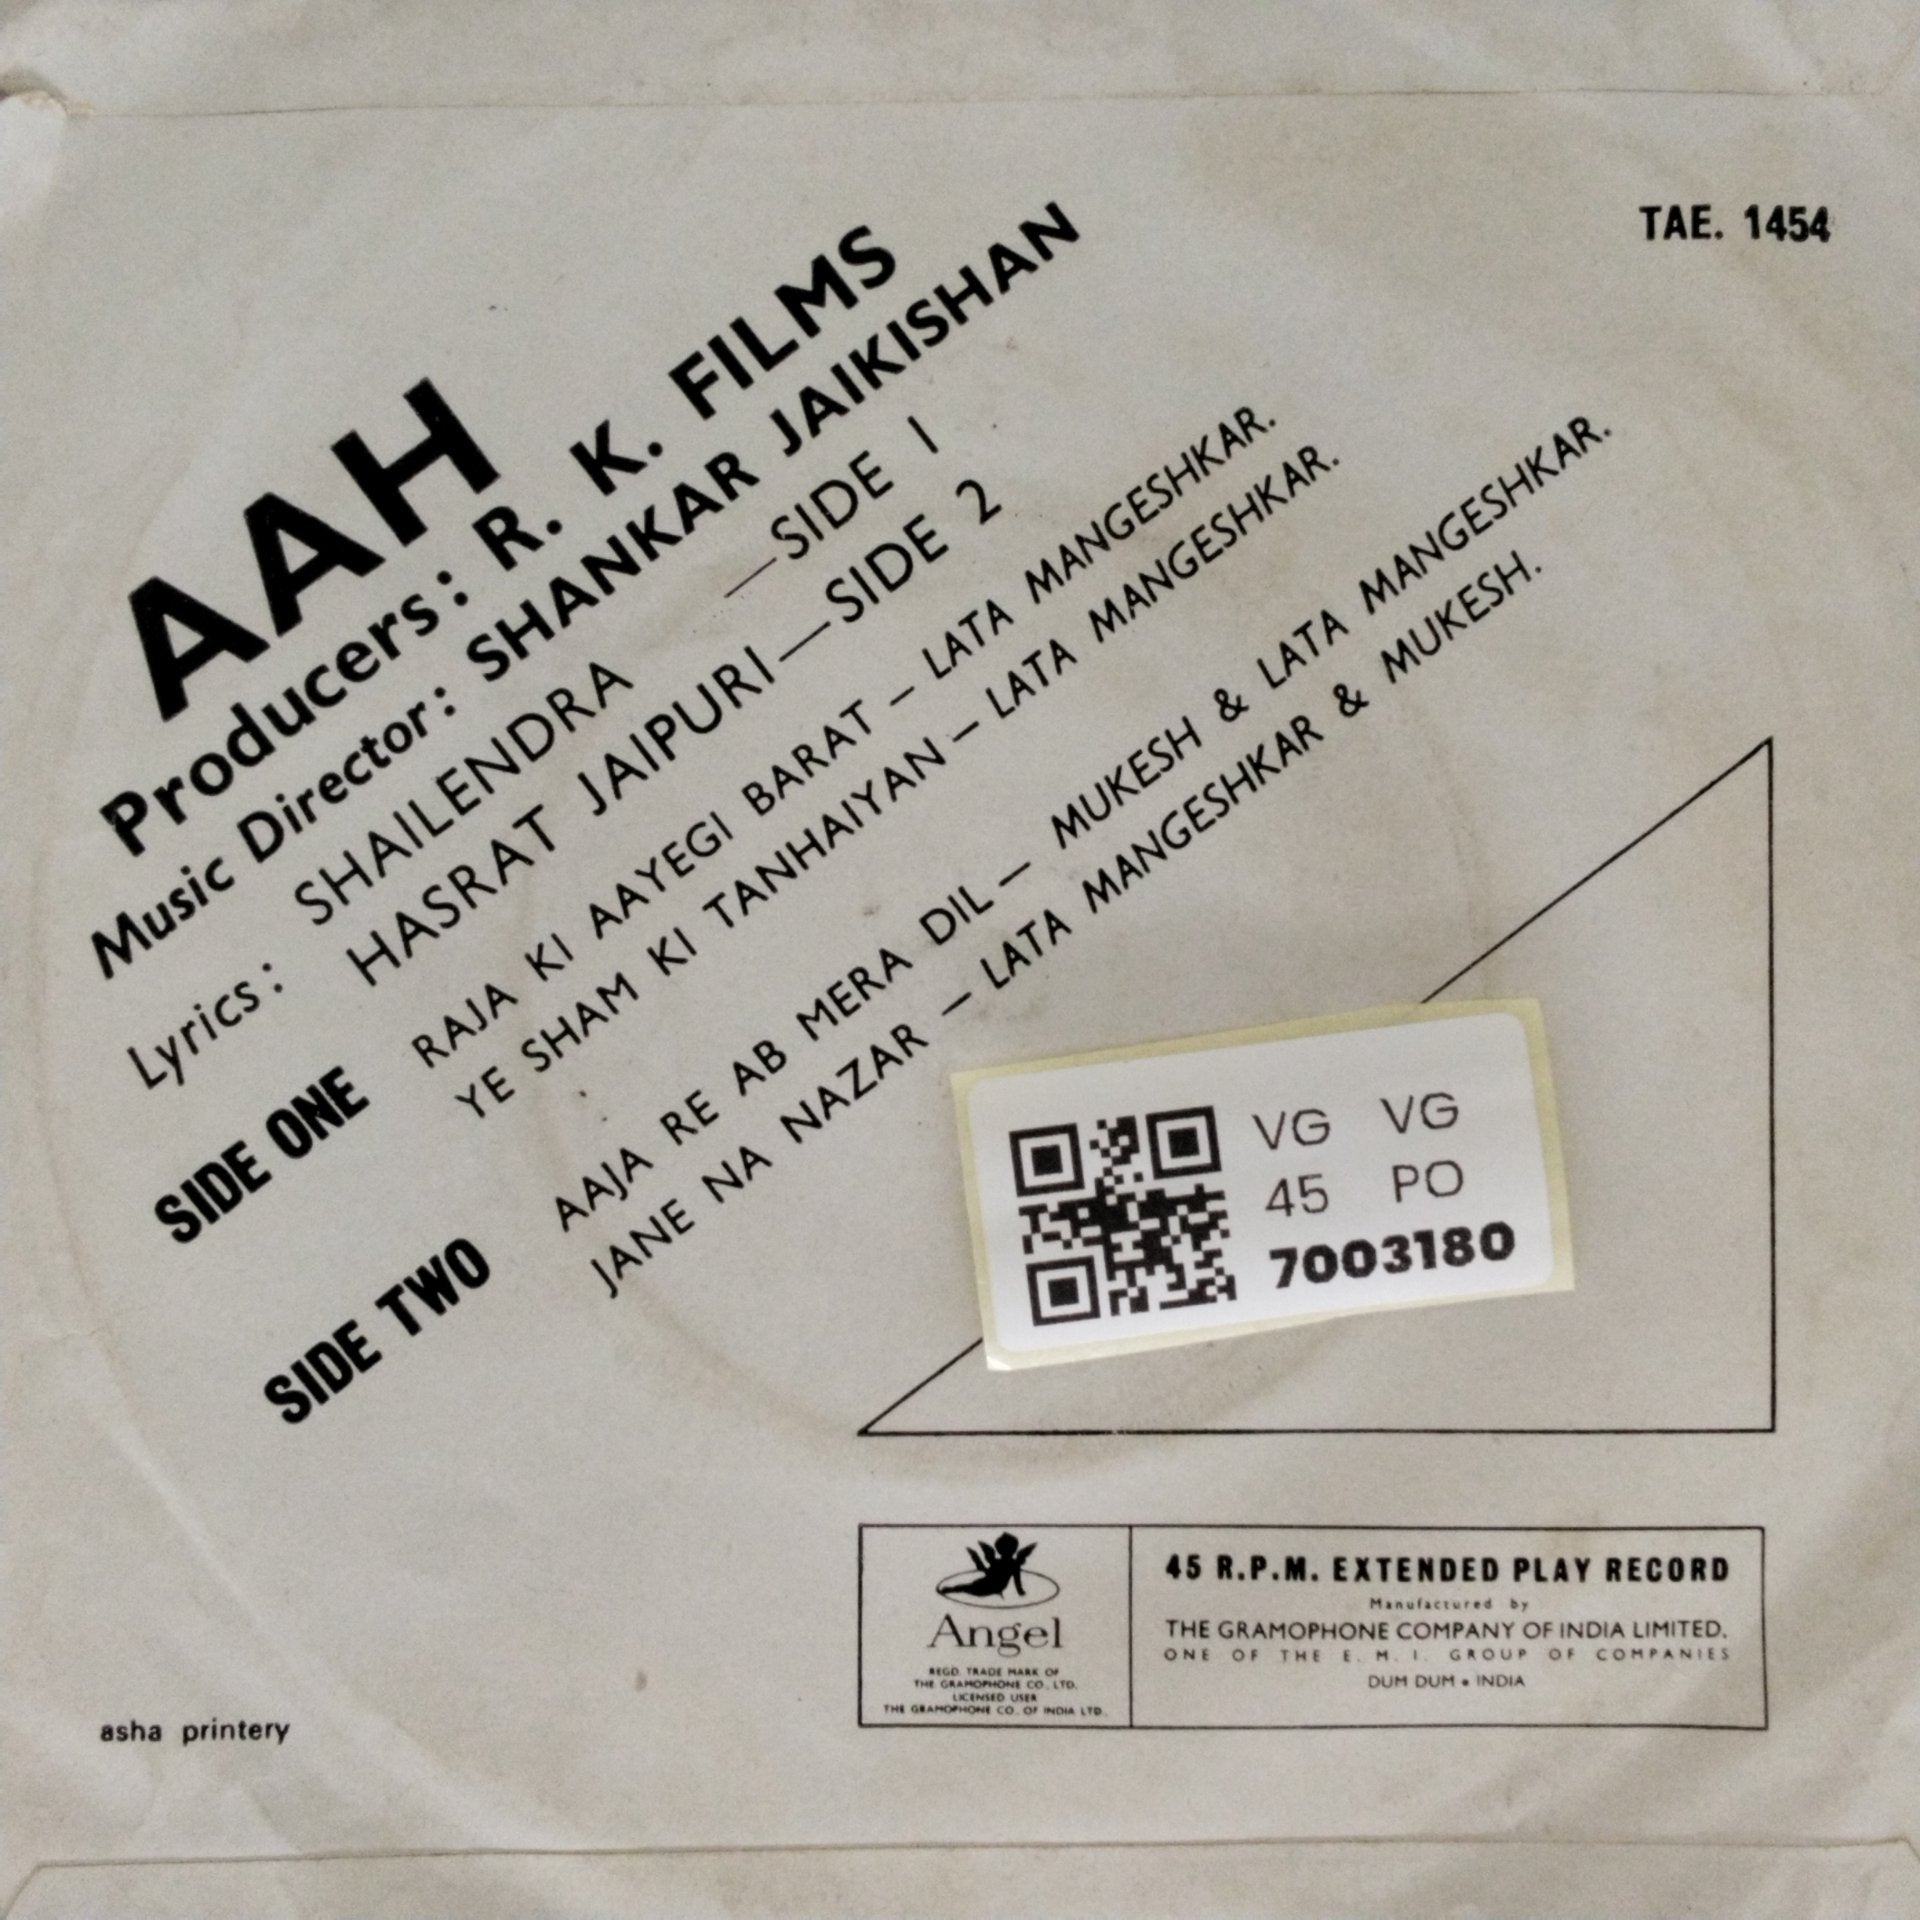 TAE. 1454
AAH
Producers: R. K. FILMS
Music Director: SHANKAR JAIKISHAN
Lyrics: SHAILENDRA —SIDE 1
HASRAT JAIPURI—SIDE 2
SIDE ONE RAJA KI AAYEGI BARAT – LATA MANGESHKAR.
YE SHAM KI TANHAIYAN – LATA MANGESHKAR.
SIDE TWO AAJA RE AB MERA DIL – MUKESH & LATA MANGESHKAR.
JANE NA NAZAR – LATA MANGESHKAR & MUKESH.
VG VG
45 PO
7003180
Angel
REGD. TRADE MARK OF
THE GRAMOPHONE CO. LTD.
LICENSED USER
THE GRAMOPHONE CO. OF INDIA LTD.
45 R.P.M. EXTENDED PLAY RECORD
Manufactured by
THE GRAMOPHONE COMPANY OF INDIA LIMITED.
ONE OF THE E. M. I. GROUP OF COMPANIES
DUM DUM • INDIA
asha printery